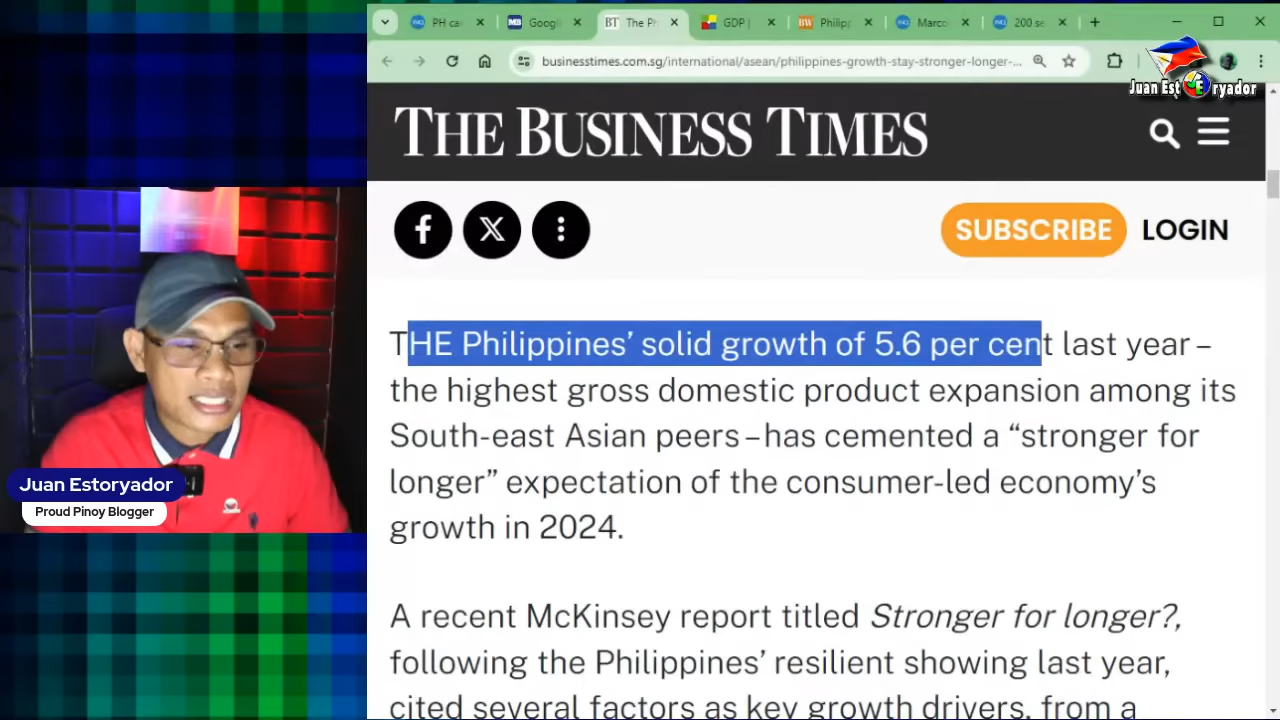 PH ca
Googl
BT
The Ph
GDP |
BW
Philipp
Marco
200 se
businesstimes.com.sg/international/asean/philippines-growth-stay-stronger-longer-...
Juan Est ryador
THE BUSINESS TIMES
SUBSCRIBE
LOGIN
THE Philippines’ solid growth of 5.6 per cent last year –
the highest gross domestic product expansion among its
South-east Asian peers – has cemented a “stronger for
longer” expectation of the consumer-led economy’s
growth in 2024.
A recent McKinsey report titled Stronger for longer?,
following the Philippines’ resilient showing last year,
cited several factors as key growth drivers, from a
Juan Estoryador
Proud Pinoy Blogger